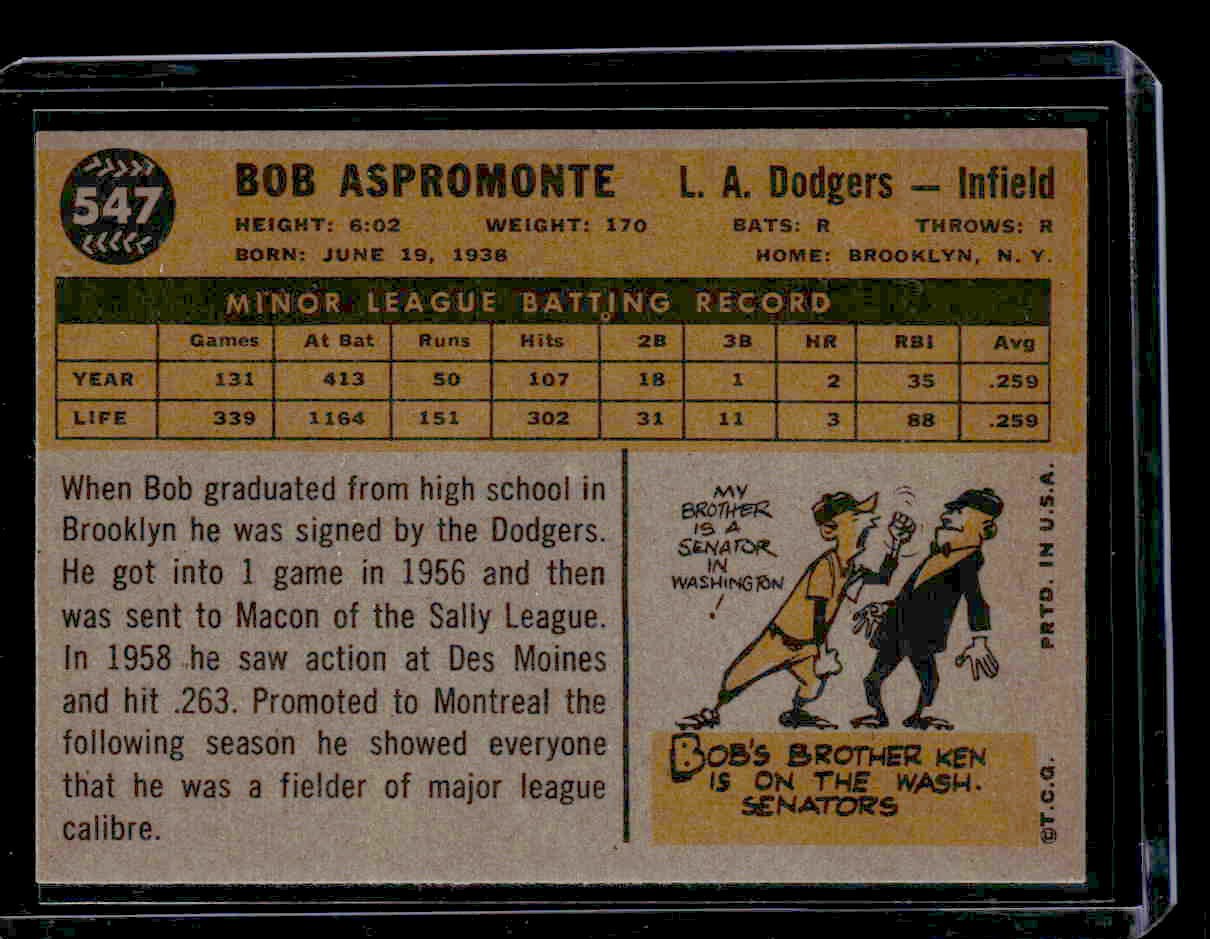 547
BOB ASPROMONTE L. A. Dodgers — Infield
HEIGHT: 6:02 WEIGHT: 170 BATS: R THROWS: R
BORN: JUNE 19, 1938 HOME: BROOKLYN, N. Y.
MINOR LEAGUE BATTING RECORD
Games At Bat Runs Hits 2B 3B HR RBI Avg
YEAR 131 413 50 107 18 1 2 35 .259
LIFE 339 1164 151 302 31 11 3 88 .259
When Bob graduated from high school in
Brooklyn he was signed by the Dodgers.
He got into 1 game in 1956 and then
was sent to Macon of the Sally League.
In 1958 he saw action at Des Moines
and hit .263. Promoted to Montreal the
following season he showed everyone
that he was a fielder of major league
calibre.
MY
BROTHER
IS A
SENATOR
IN
WASHINGTON
!
BOB'S BROTHER KEN
IS ON THE WASH.
SENATORS
©T.C.G. PRTD. IN U.S.A.